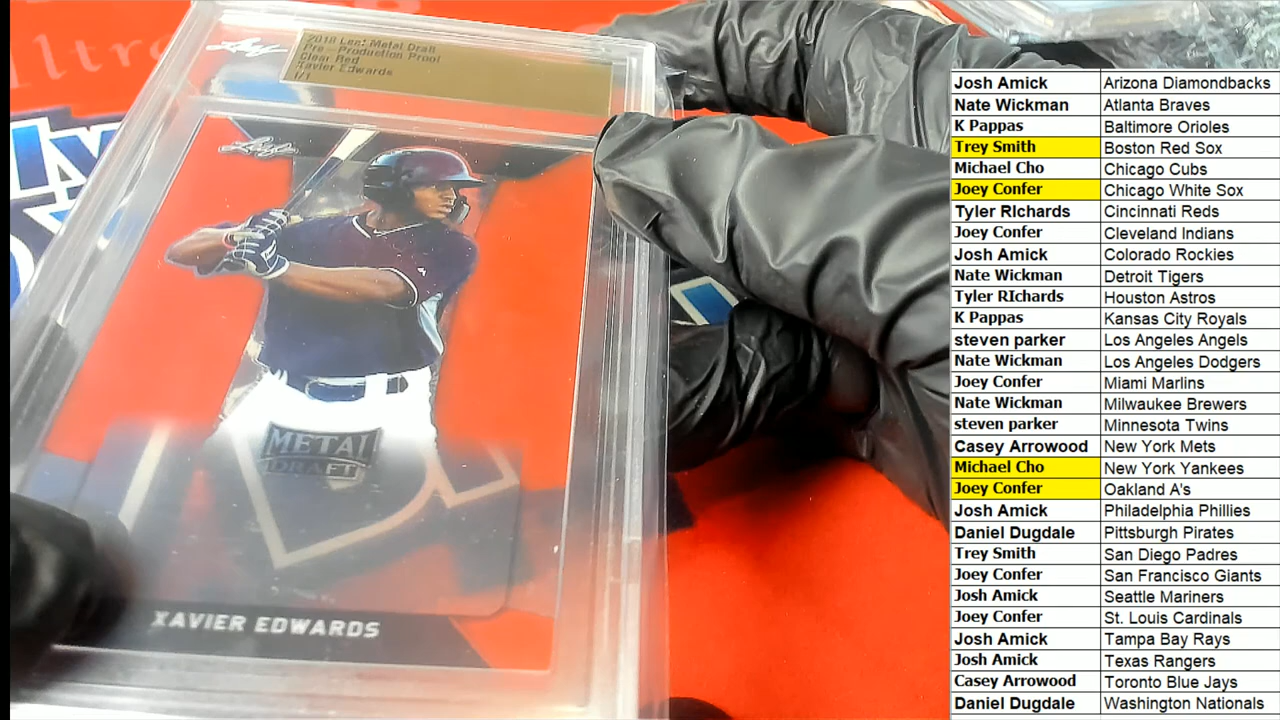 Leaf
2018 Leaf Metal Draft
Pre-Production Proof
Clear Red
Xavier Edwards
1/1
Leaf
METAL
DRAFT
XAVIER EDWARDS
Josh Amick Arizona Diamondbacks
Nate Wickman Atlanta Braves
K Pappas Baltimore Orioles
Trey Smith Boston Red Sox
Michael Cho Chicago Cubs
Joey Confer Chicago White Sox
Tyler RIchards Cincinnati Reds
Joey Confer Cleveland Indians
Josh Amick Colorado Rockies
Nate Wickman Detroit Tigers
Tyler RIchards Houston Astros
K Pappas Kansas City Royals
steven parker Los Angeles Angels
Nate Wickman Los Angeles Dodgers
Joey Confer Miami Marlins
Nate Wickman Milwaukee Brewers
steven parker Minnesota Twins
Casey Arrowood New York Mets
Michael Cho New York Yankees
Joey Confer Oakland A's
Josh Amick Philadelphia Phillies
Daniel Dugdale Pittsburgh Pirates
Trey Smith San Diego Padres
Joey Confer San Francisco Giants
Josh Amick Seattle Mariners
Joey Confer St. Louis Cardinals
Josh Amick Tampa Bay Rays
Josh Amick Texas Rangers
Casey Arrowood Toronto Blue Jays
Daniel Dugdale Washington Nationals